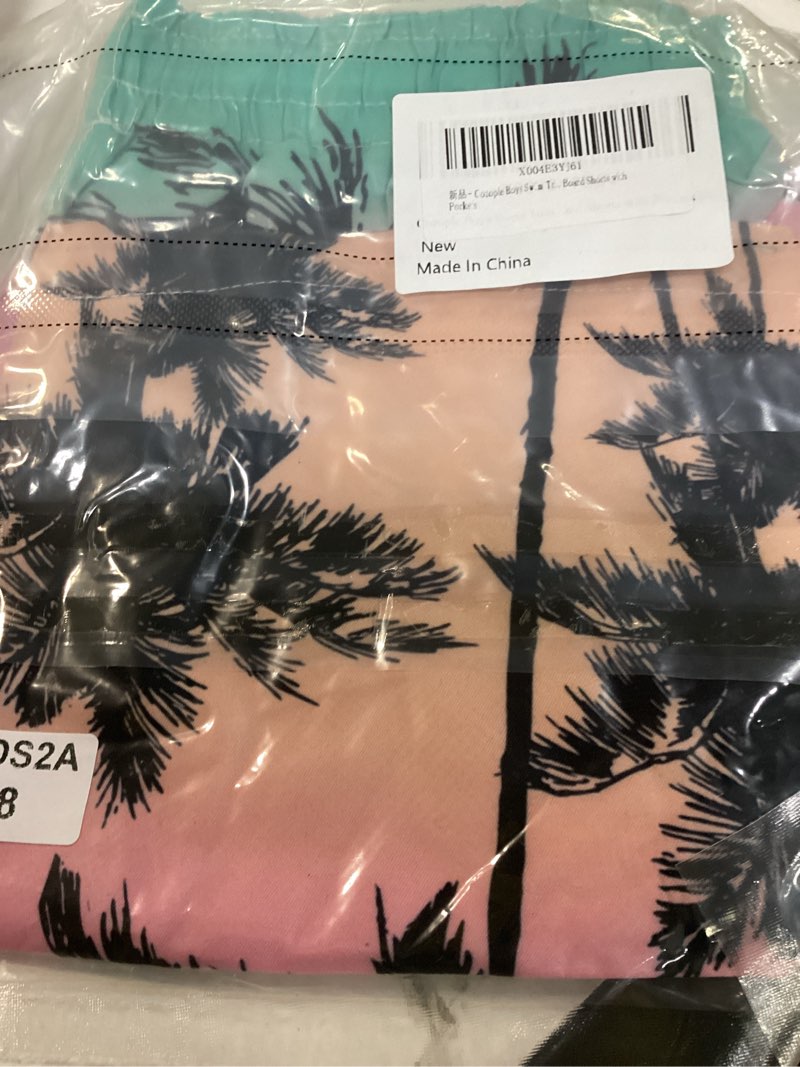 X004E3YJ61
新品 - Cozople Boys Swim Tr... Board Shorts with
Pockets
New
Made In China
DS2A
8